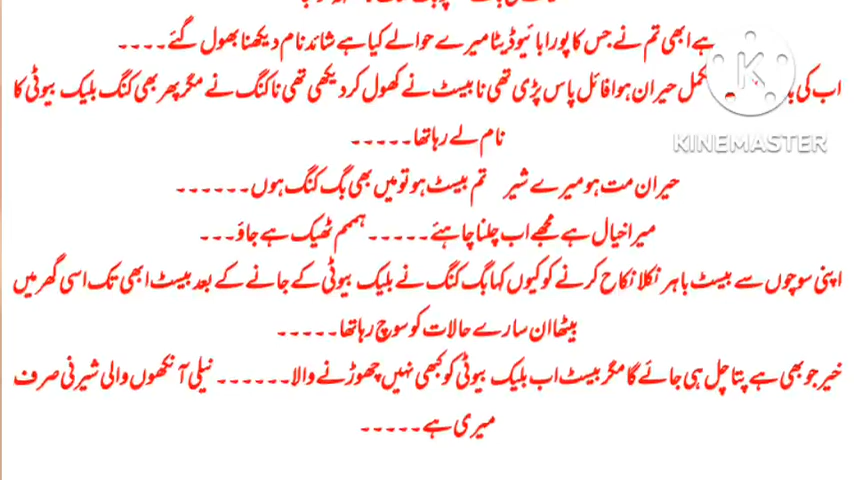 ہے ابھی تم نے جس کا پورا بائیو ڈیٹا میرے حوالے کیا ہے شائد نام دیکھنا بھول گئے ۔۔۔۔
اب کی مکمل حیران ہوا فائل پاس پڑی تھی نا بیسٹ نے کھول کر دیکھی تھی نا کنگ نے مگر پھر بھی کنگ بلیک بیوٹی کا
نام لے رہا تھا ۔۔۔۔۔
حیران مت ہو میرے شیر تم بیسٹ ہو تو میں بھی بگ کنگ ہوں ۔۔۔۔۔۔
میرا خیال ہے مجھے اب چلنا چاہئے ۔۔۔۔۔ ہممم ٹھیک ہے جاؤ ۔۔۔
اپنی سوچوں سے بیسٹ باہر نکلا نکاح کرنے کو کیوں کہا بگ کنگ نے بلیک بیوٹی کے جانے کے بعد بیسٹ ابھی تک اسی گھر میں
بیٹھا ان سارے حالات کو سوچ رہا تھا ۔۔۔۔۔
خیر جو بھی ہے پتا چل ہی جائے گا مگر بیسٹ اب بلیک بیوٹی کو کبھی نہیں چھوڑنے والا ۔۔۔۔۔۔ نیلی آنکھوں والی شیرنی صرف
میری ہے ۔۔۔۔۔
K
KINEMASTER